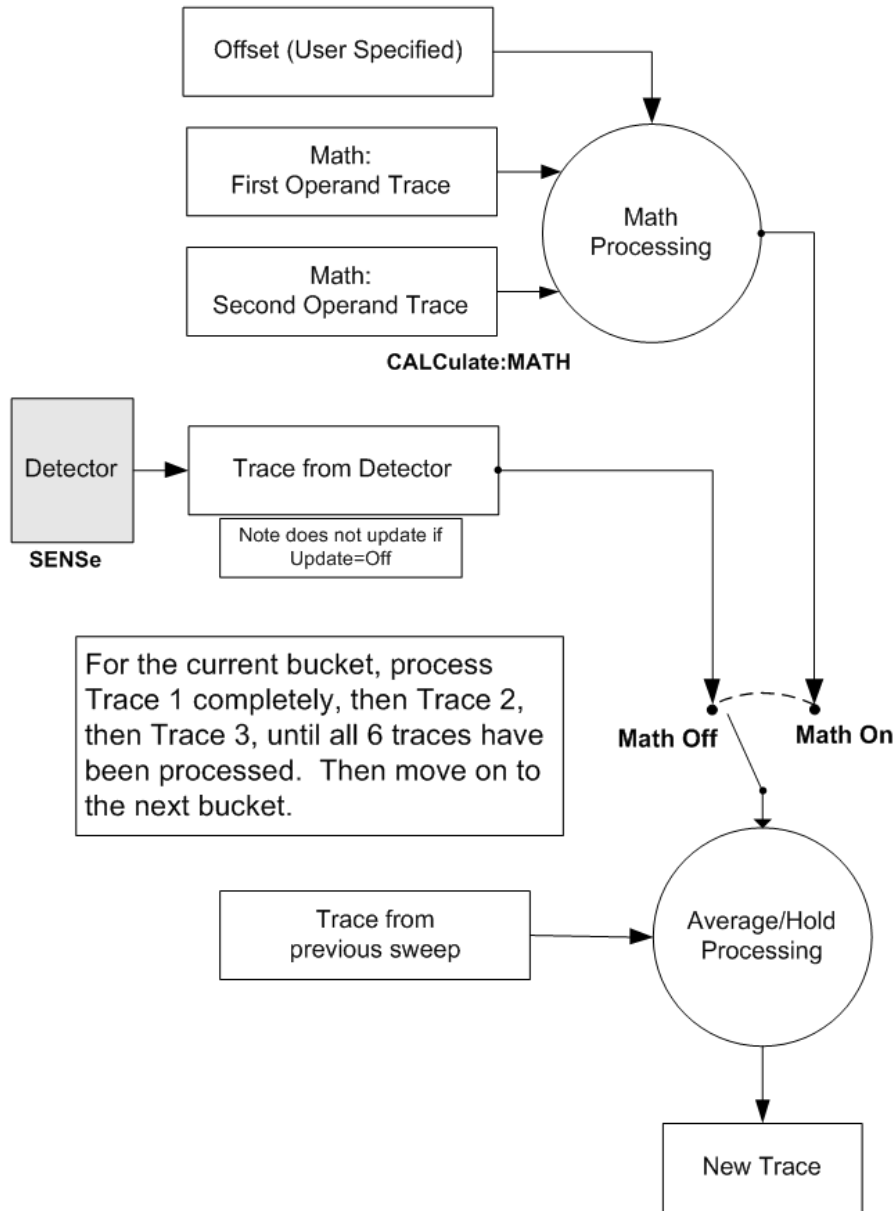 Offset (User Specified)
Math:
First Operand Trace
Math
Processing
Math:
Second Operand Trace
CALCulate:MATH
Detector
Trace from Detector
Note does not update if
Update=Off
SENSe
For the current bucket, process
Trace 1 completely, then Trace 2,
then Trace 3, until all 6 traces have
been processed.  Then move on to
the next bucket.
Math Off
Math On
Trace from
previous sweep
Average/Hold
Processing
New Trace